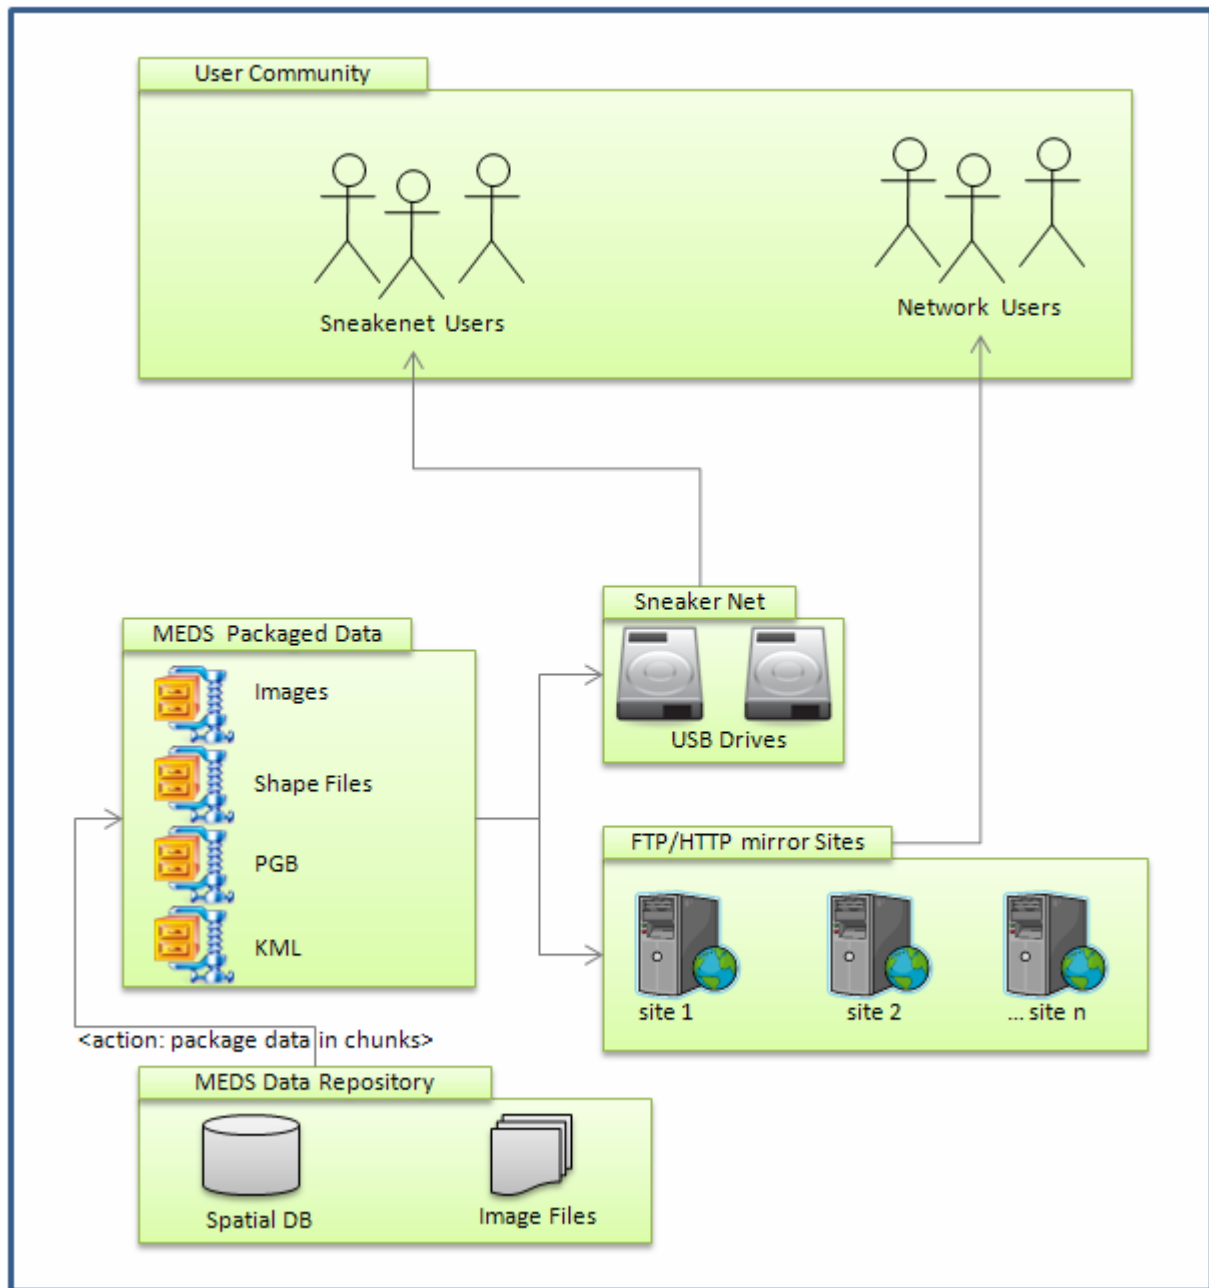 User Community
Sneakenet Users
Network Users
Sneaker Net
USB Drives
MEDS Packaged Data
Images
Shape Files
PGB
KML
FTP/HTTP mirror Sites
site 1
site 2
... site n
<action: package data in chunks>
MEDS Data Repository
Spatial DB
Image Files